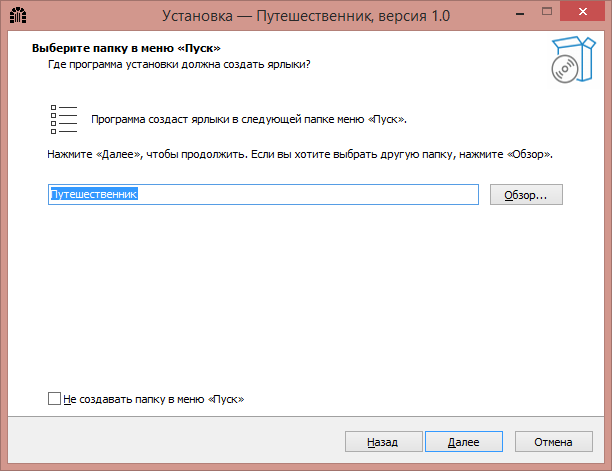 Установка — Путешественник, версия 1.0
Выберите папку в меню «Пуск»
Где программа установки должна создать ярлыки?
Программа создаст ярлыки в следующей папке меню «Пуск».
Нажмите «Далее», чтобы продолжить. Если вы хотите выбрать другую папку, нажмите «Обзор».
Путешественник
Обзор...
Не создавать папку в меню «Пуск»
Назад
Далее
Отмена